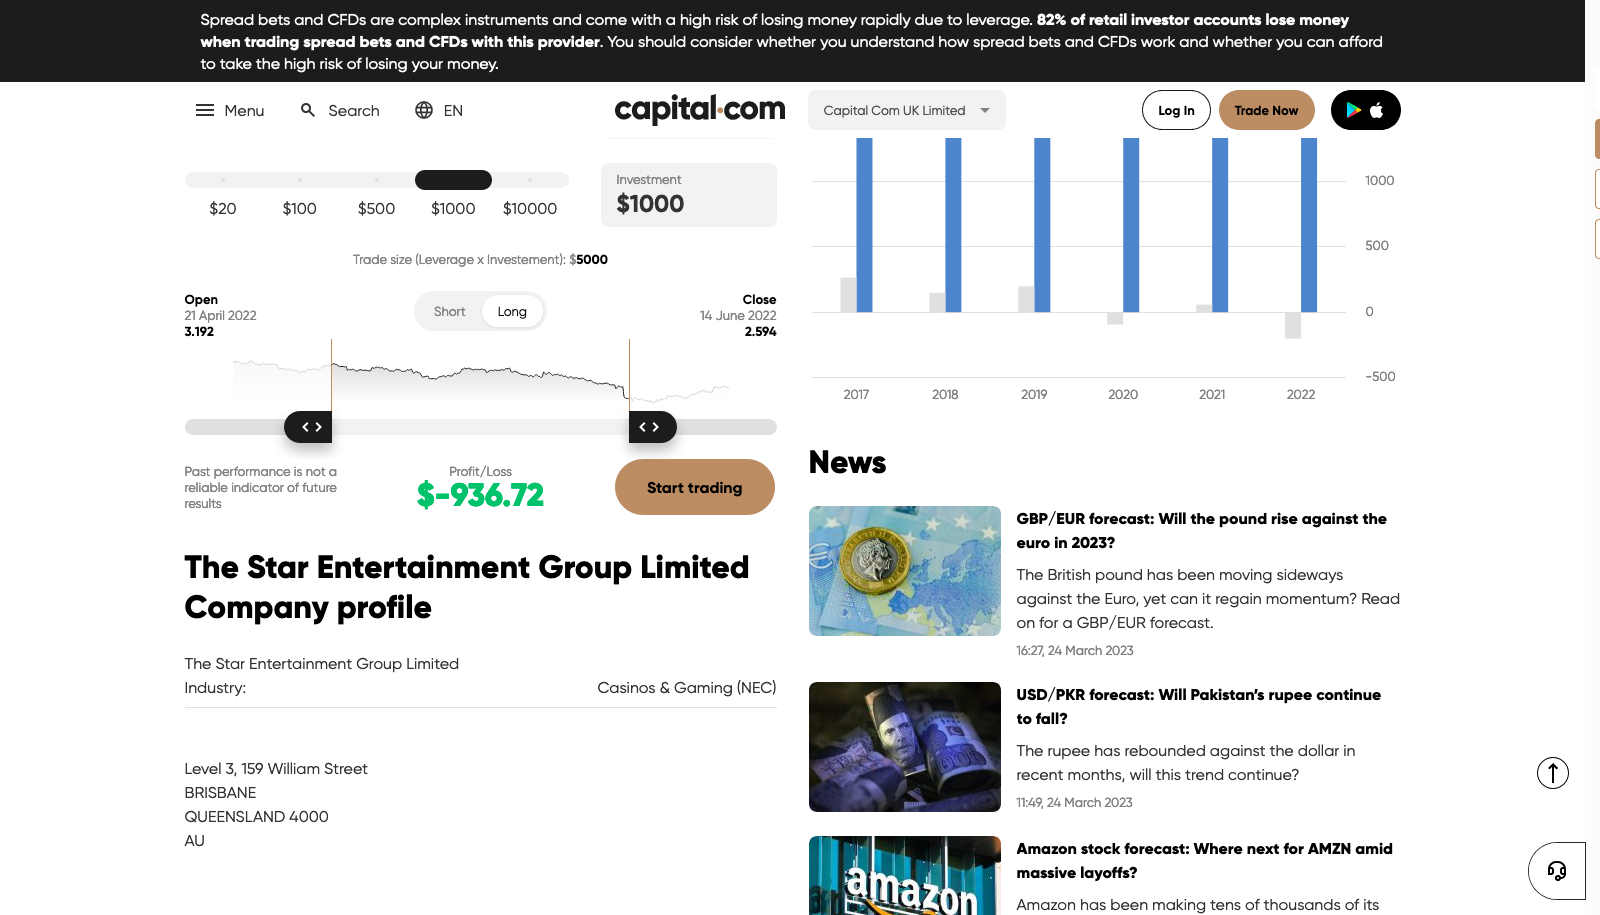 Spread bets and CFDs are complex instruments and come with a high risk of losing money rapidly due to leverage. 82% of retail investor accounts lose money
when trading spread bets and CFDs with this provider. You should consider whether you understand how spread bets and CFDs work and whether you can afford
to take the high risk of losing your money.
Menu
Search
EN
capital.com
Capital Com UK Limited
Log In
Trade Now
$20
$100
$500
$1000
$10000
Investment
$1000
Trade size (Leverage x Investement): $5000
Open
21 April 2022
3.192
Short
Long
Close
14 June 2022
2.594
Past performance is not a
reliable indicator of future
results
Profit/Loss
$-936.72
Start trading
The Star Entertainment Group Limited
Company profile
The Star Entertainment Group Limited
Industry:
Casinos & Gaming (NEC)
Level 3, 159 William Street
BRISBANE
QUEENSLAND 4000
AU
1000
500
0
-500
2017
2018
2019
2020
2021
2022
News
GBP/EUR forecast: Will the pound rise against the
euro in 2023?
The British pound has been moving sideways
against the Euro, yet can it regain momentum? Read
on for a GBP/EUR forecast.
16:27, 24 March 2023
USD/PKR forecast: Will Pakistan's rupee continue
to fall?
The rupee has rebounded against the dollar in
recent months, will this trend continue?
11:49, 24 March 2023
amazon
Amazon stock forecast: Where next for AMZN amid
massive layoffs?
Amazon has been making tens of thousands of its